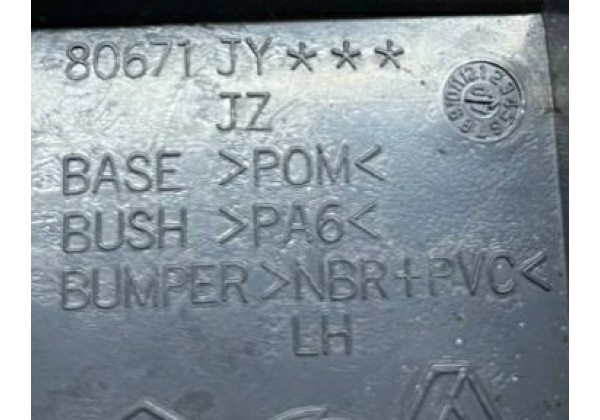 80671 JY ***
JZ
BASE >POM<
BUSH >PA6<
BUMPER >NBR+PVC<
LH